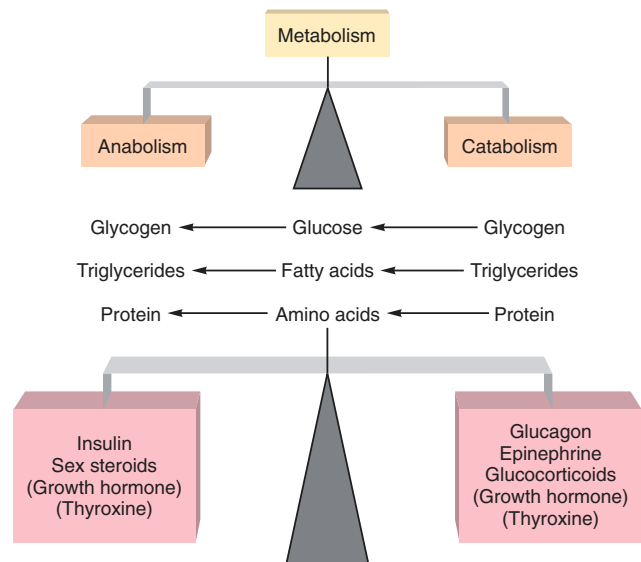 Metabolism
Anabolism
Catabolism
Glycogen Glucose Glycogen
Triglycerides Fatty acids Triglycerides
Protein Amino acids Protein
Insulin
Sex steroids
(Growth hormone)
(Thyroxine)
Glucagon
Epinephrine
Glucocorticoids
(Growth hormone)
(Thyroxine)